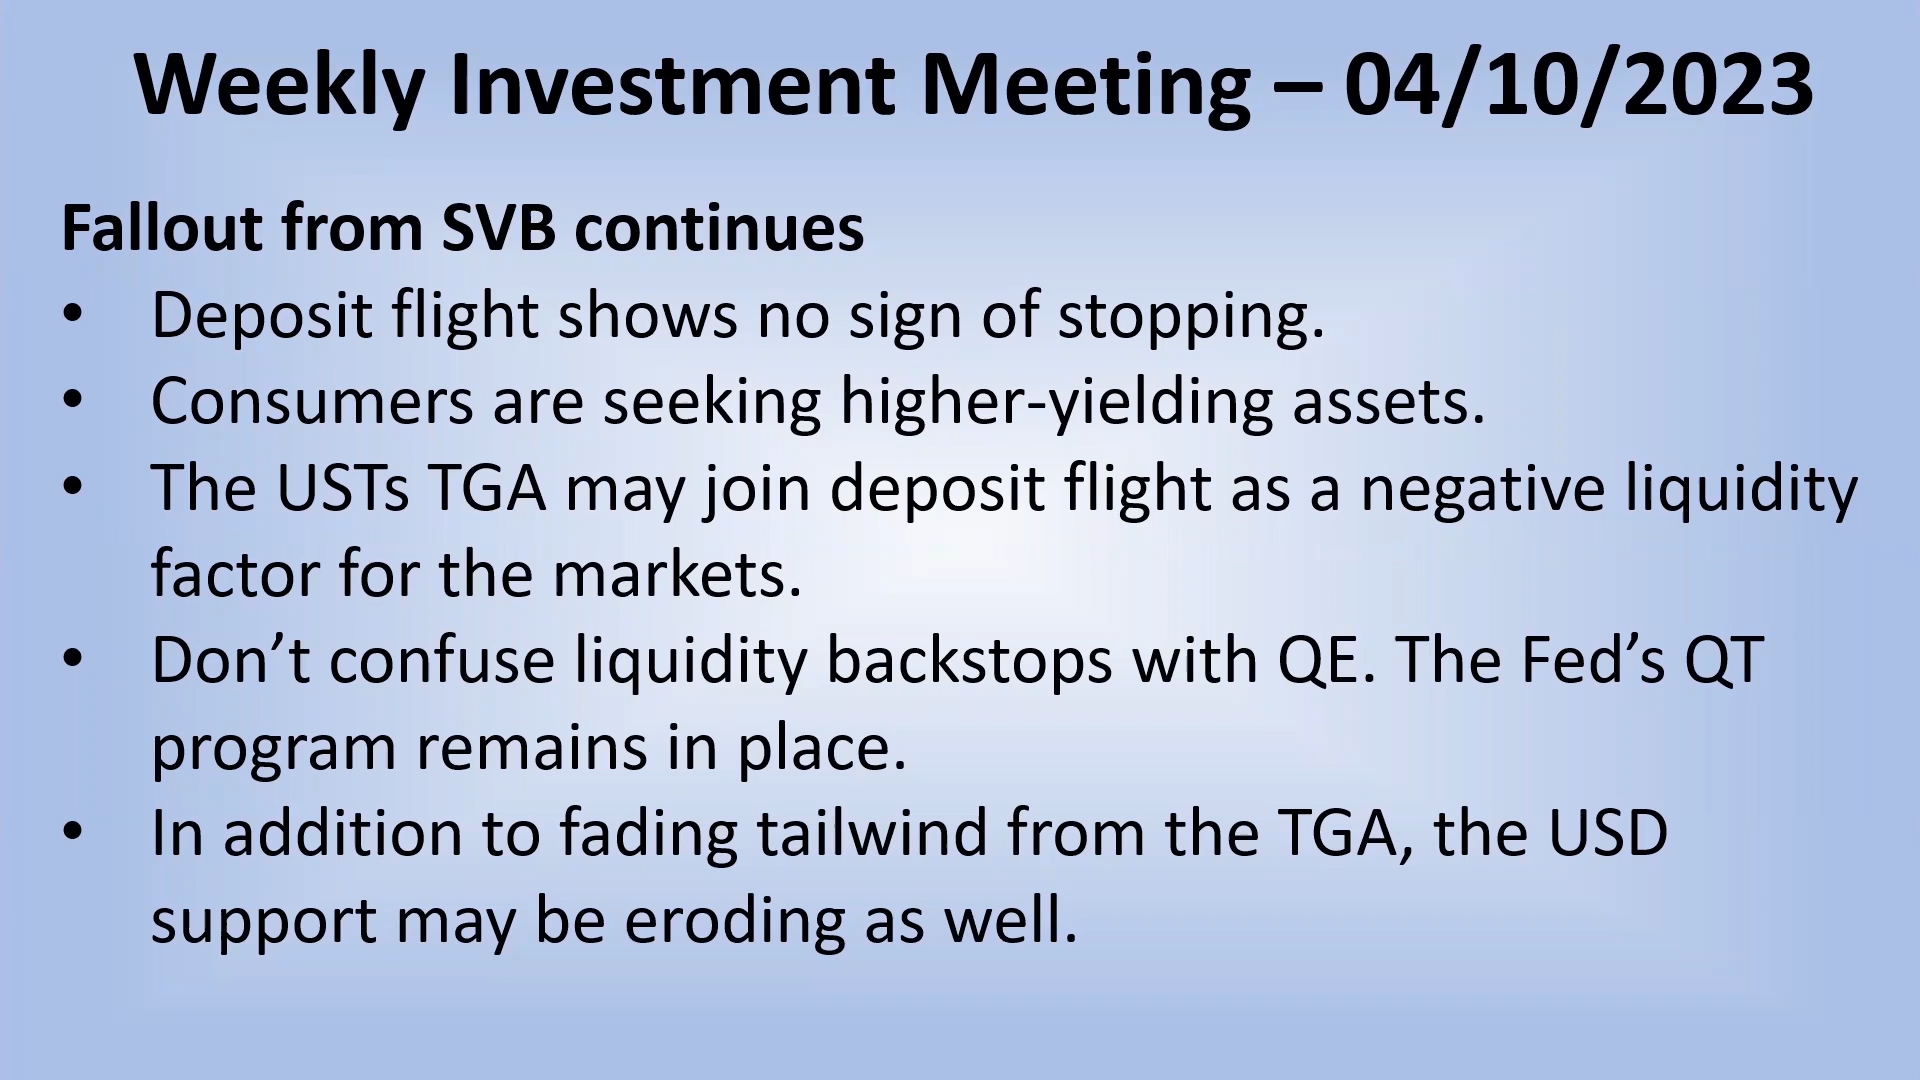 Weekly Investment Meeting – 04/10/2023
Fallout from SVB continues
• Deposit flight shows no sign of stopping.
• Consumers are seeking higher-yielding assets.
• The USTs TGA may join deposit flight as a negative liquidity
factor for the markets.
• Don’t confuse liquidity backstops with QE. The Fed’s QT
program remains in place.
• In addition to fading tailwind from the TGA, the USD
support may be eroding as well.